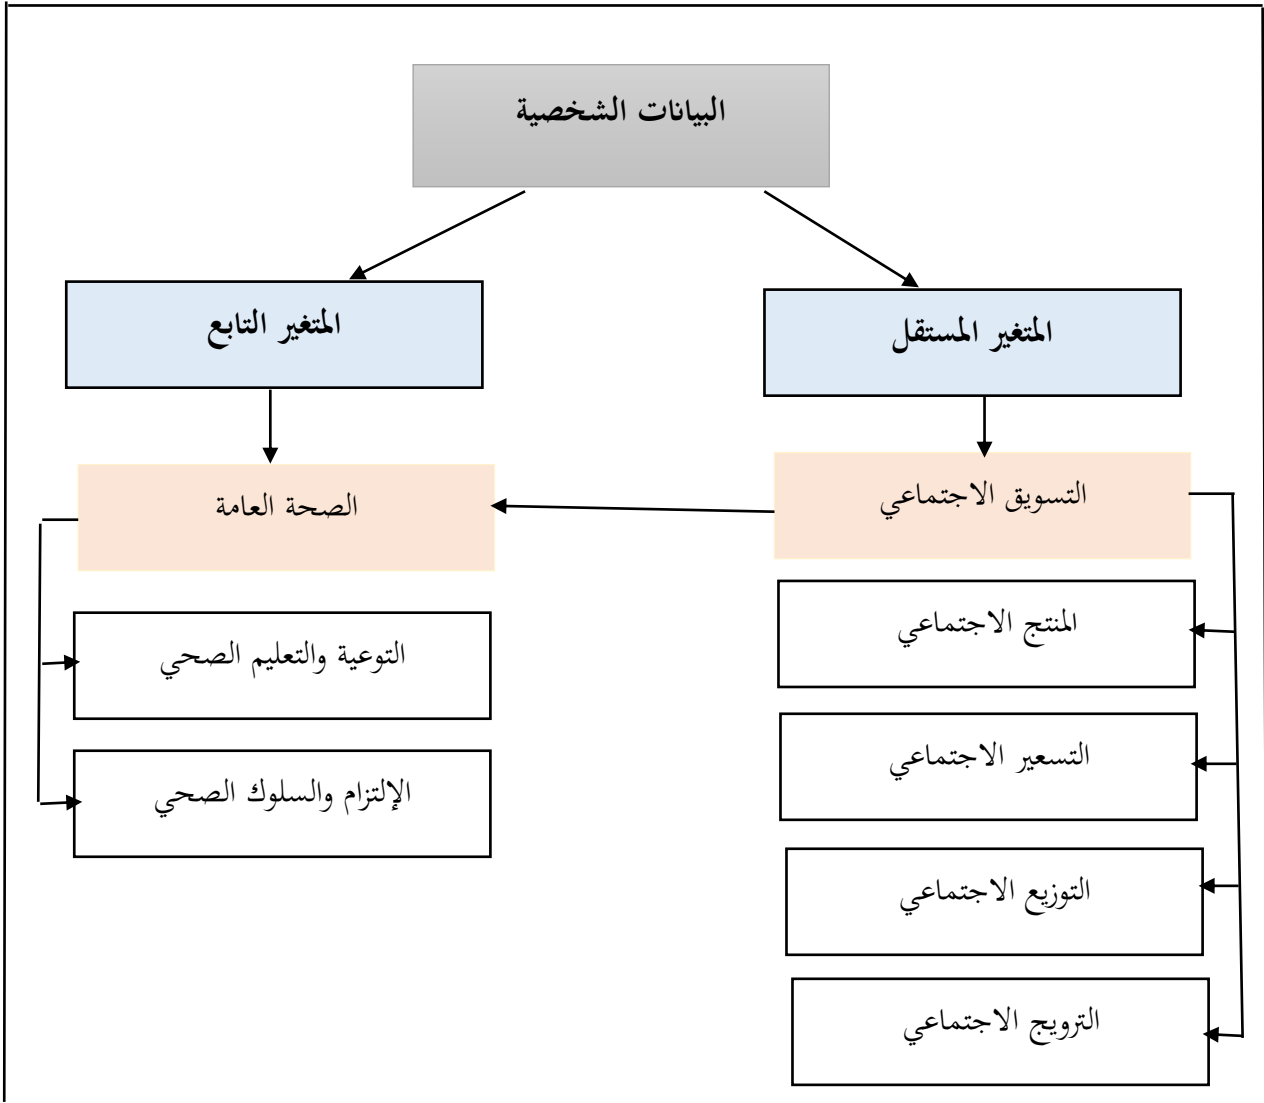 البيانات الشخصية
المتغير المستقل
المتغير التابع
التسويق الاجتماعي
الصحة العامة
المنتج الاجتماعي
التسعير الاجتماعي
التوزيع الاجتماعي
الترويج الاجتماعي
التوعية والتعليم الصحي
الإلتزام والسلوك الصحي